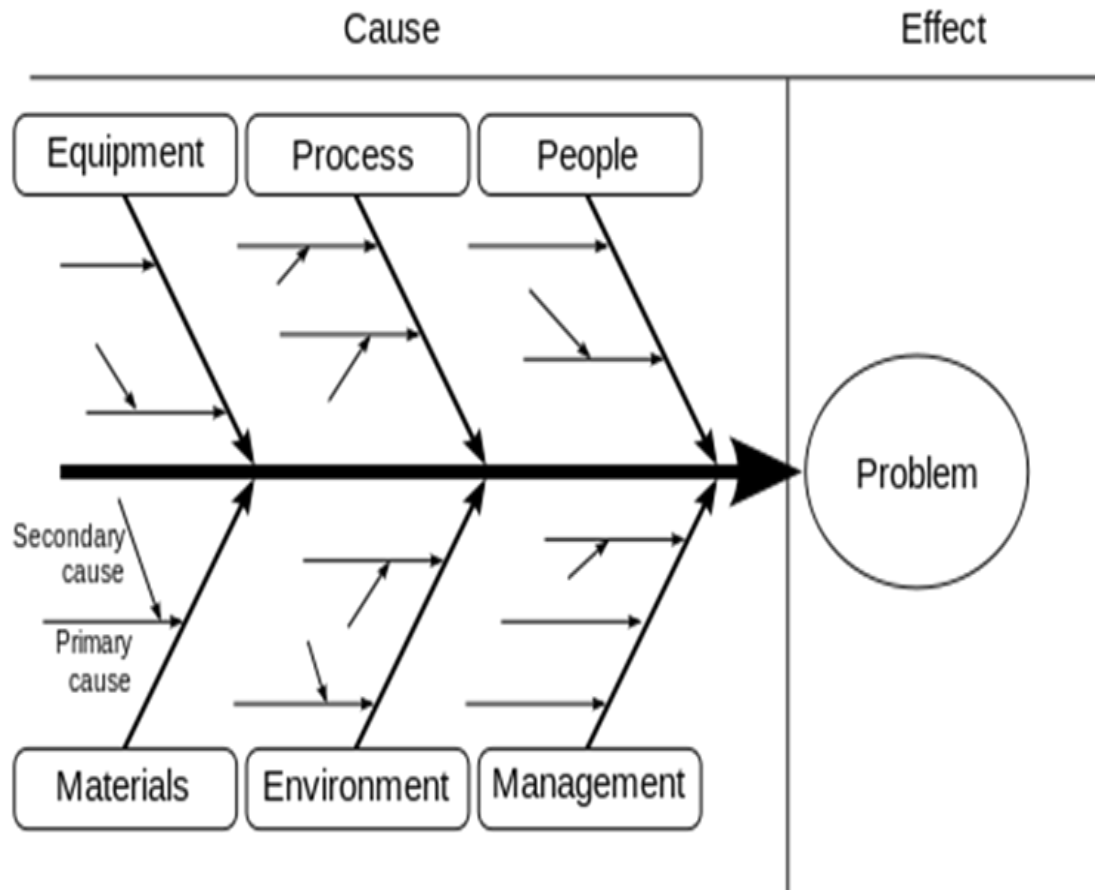 Cause
Effect
Equipment
Process
People
Problem
Secondary
cause
Primary
cause
Materials
Environment
Management